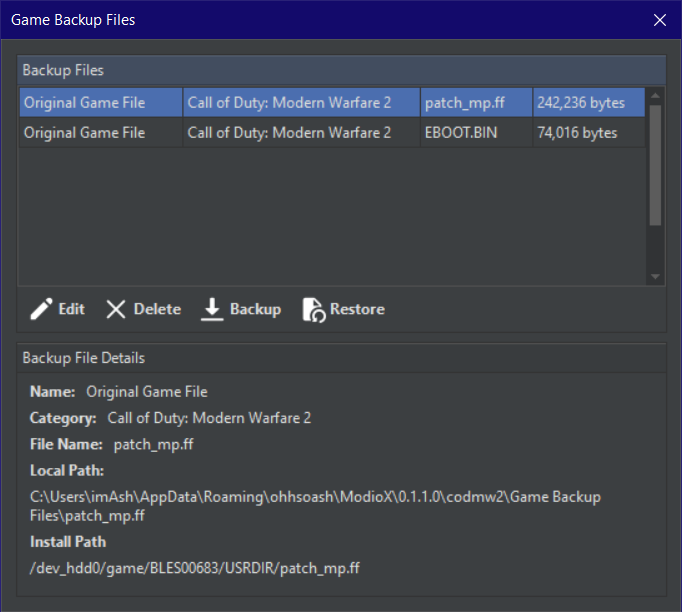 Game Backup Files
Backup Files
Original Game File Call of Duty: Modern Warfare 2 patch_mp.ff 242,236 bytes
Original Game File Call of Duty: Modern Warfare 2 EBOOT.BIN 74,016 bytes
Edit Delete Backup Restore
Backup File Details
Name: Original Game File
Category: Call of Duty: Modern Warfare 2
File Name: patch_mp.ff
Local Path:
C:\Users\imAsh\AppData\Roaming\ohhsoash\ModioX\0.1.1.0\codmw2\Game Backup
Files\patch_mp.ff
Install Path
/dev_hdd0/game/BLES00683/USRDIR/patch_mp.ff